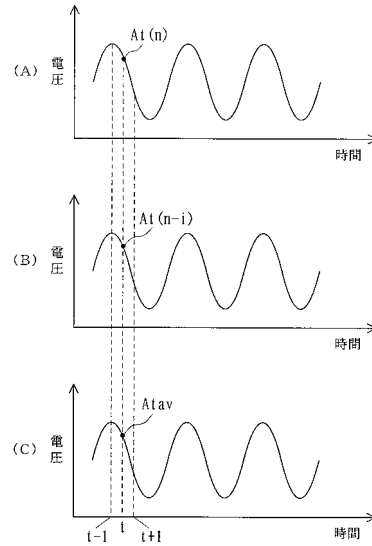 At(n)
(A)
電圧
時間
At(n-i)
(B)
電圧
時間
Atav
(C)
電圧
時間
t-1
t
t+1